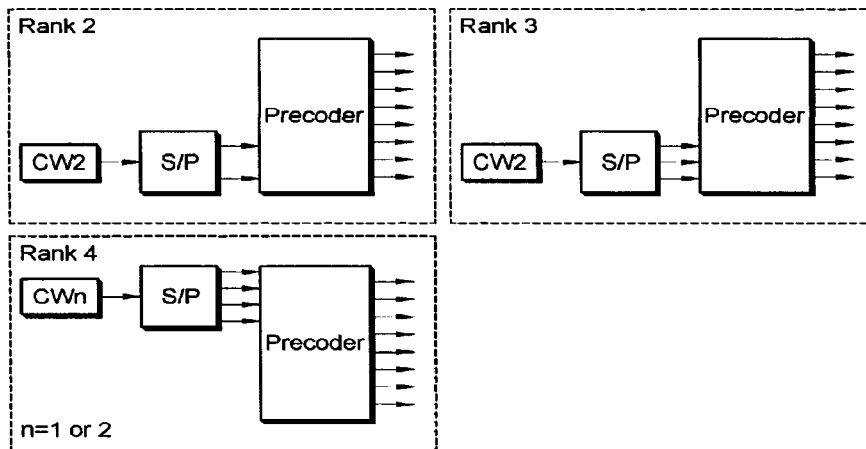 Rank 2
Precoder
CW2
S/P
Rank 3
Precoder
CW2
S/P
Rank 4
CWn
S/P
Precoder
n=1 or 2